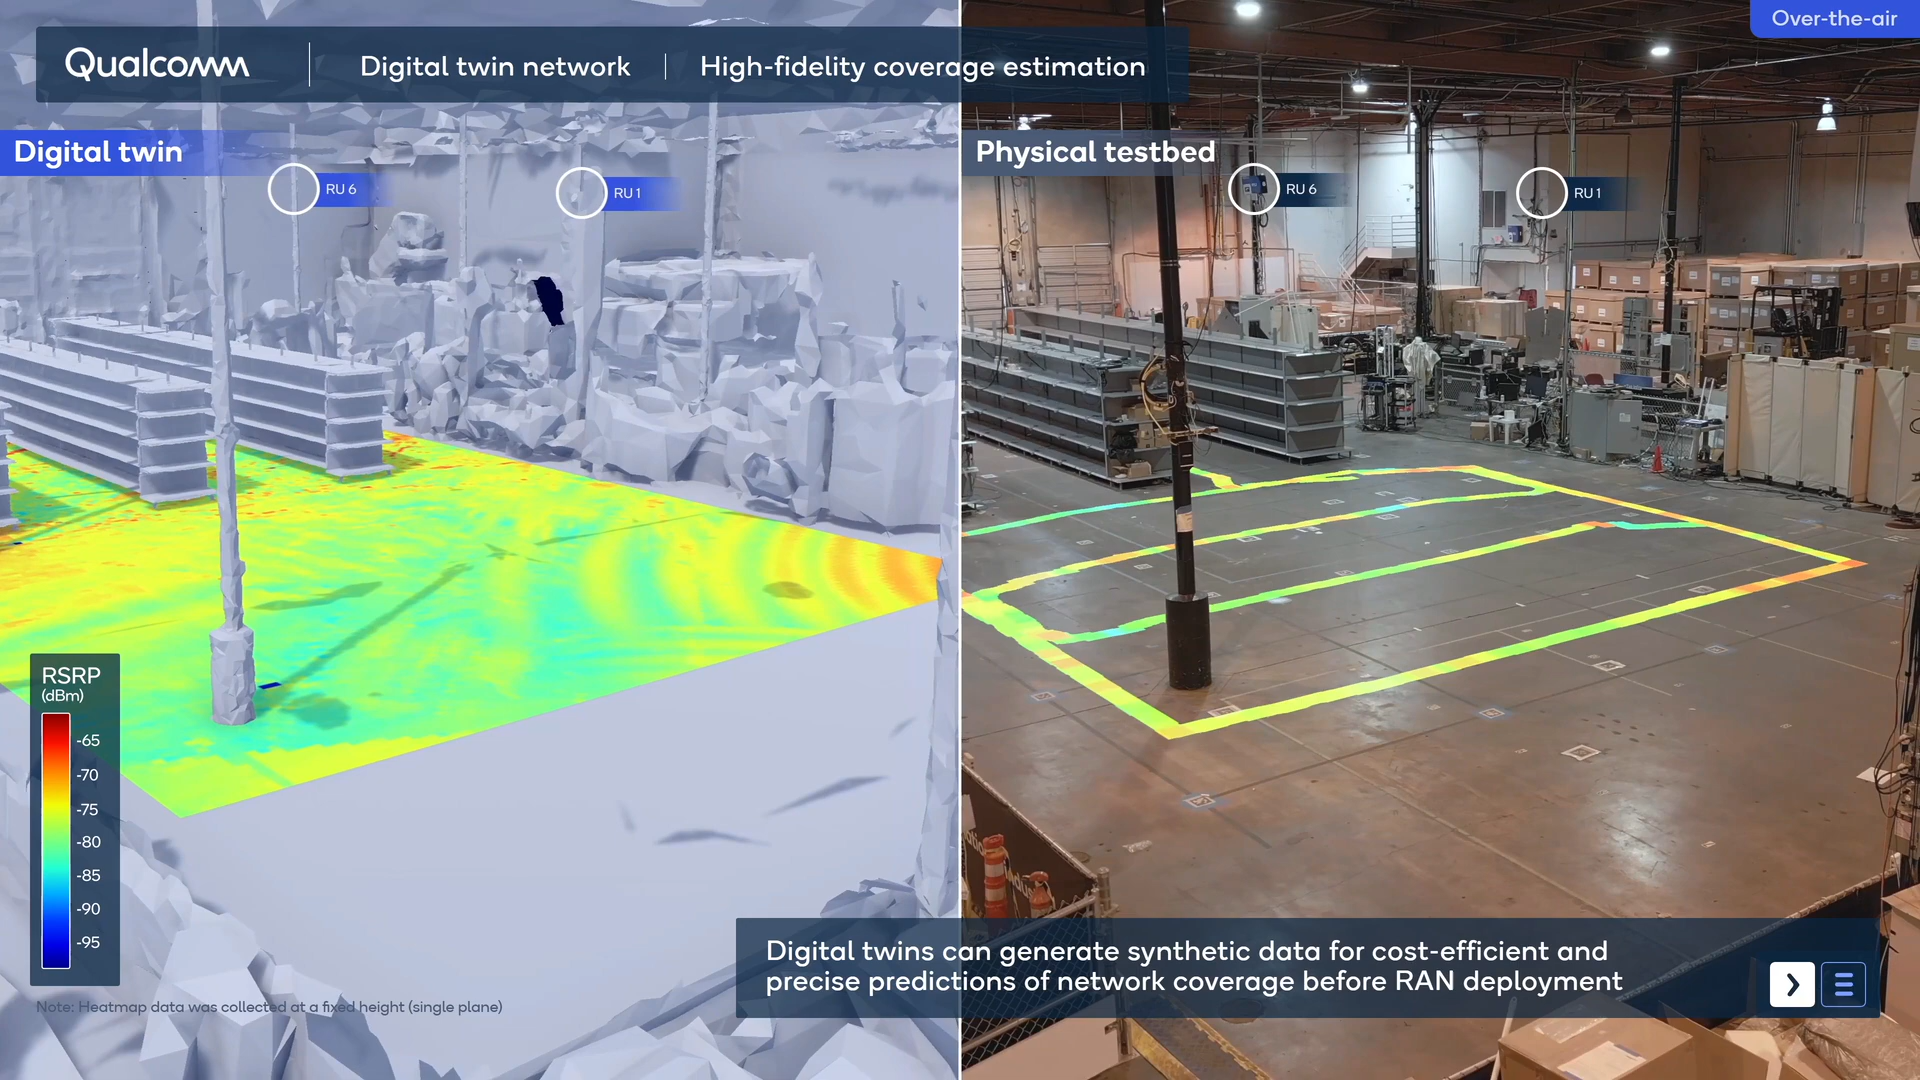 Over-the-air
Qualcomm
Digital twin network
High-fidelity coverage estimation
Digital twin
Physical testbed
RU 6
RU 1
RU 6
RU 1
RSRP
(dBm)
-65
-70
-75
-80
-85
-90
-95
Note: Heatmap data was collected at a fixed height (single plane)
Digital twins can generate synthetic data for cost-efficient and
precise predictions of network coverage before RAN deployment